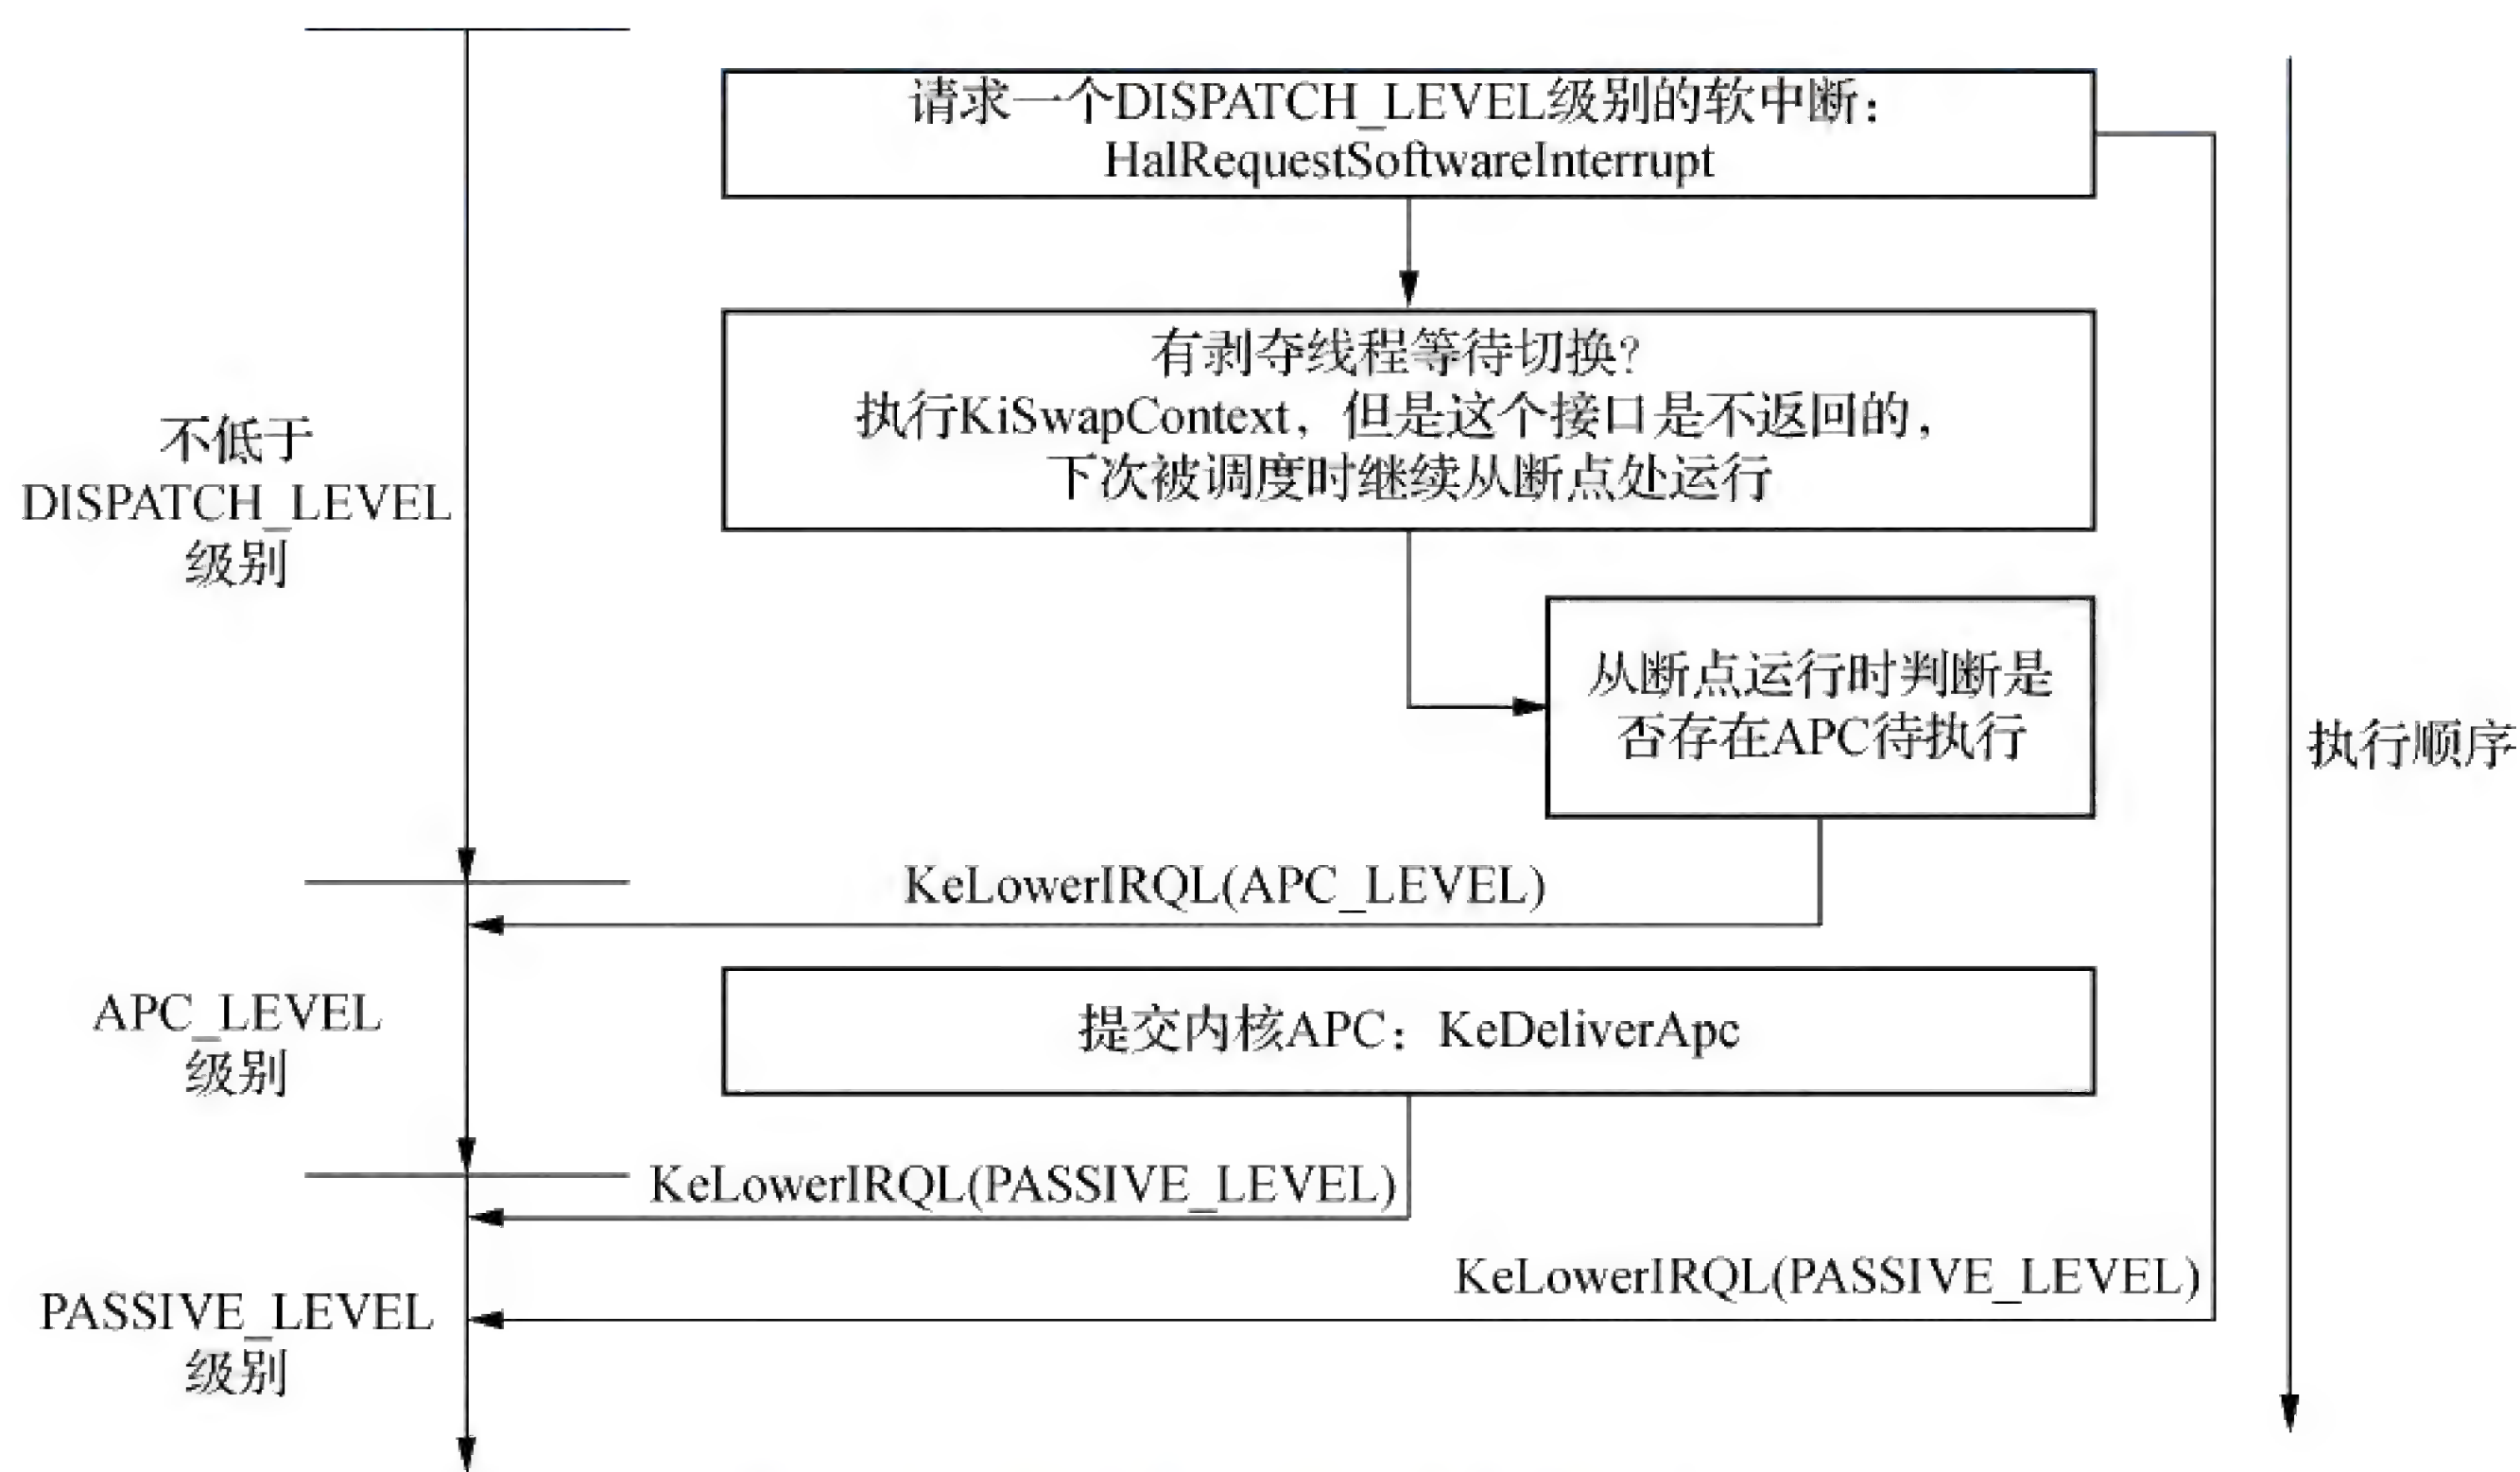 请求一个DISPATCH_LEVEL级别的软中断：
HalRequestSoftwareInterrupt
有剥夺线程等待切换?
执行KiSwapContext，但是这个接口是不返回的，
下次被调度时继续从断点处运行
不低于
DISPATCH_LEVEL
级别
从断点运行时判断是
否存在APC待执行
执行顺序
KeLowerIRQL(APC_LEVEL)
APC_LEVEL
级别
提交内核APC：KeDeliverApc
KeLowerIRQL(PASSIVE_LEVEL)
KeLowerIRQL(PASSIVE_LEVEL)
PASSIVE_LEVEL
级别